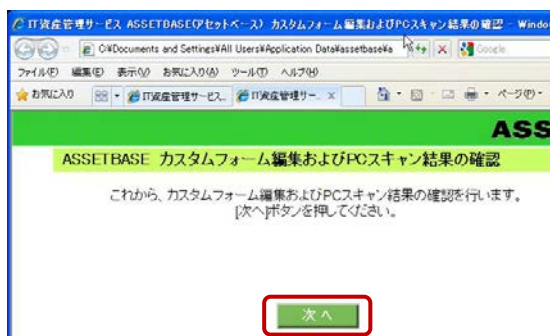 IT資産管理サービス ASSETBASE(アセットベース) カスタムフォーム編集およびPCスキャン結果の確認 - Windo
C:¥Documents and Settings¥All Users¥Application Data¥assetbase¥a
Google
ファイル(F) 編集(E) 表示(V) お気に入り(A) ツール(T) ヘルプ(H)
お気に入り IT資産管理サービス... IT資産管理サー... ページ(P)
ASS
ASSETBASE カスタムフォーム編集およびPCスキャン結果の確認
これから、カスタムフォーム編集およびPCスキャン結果の確認を行います。
[次へ]ボタンを押してください。
次 へ